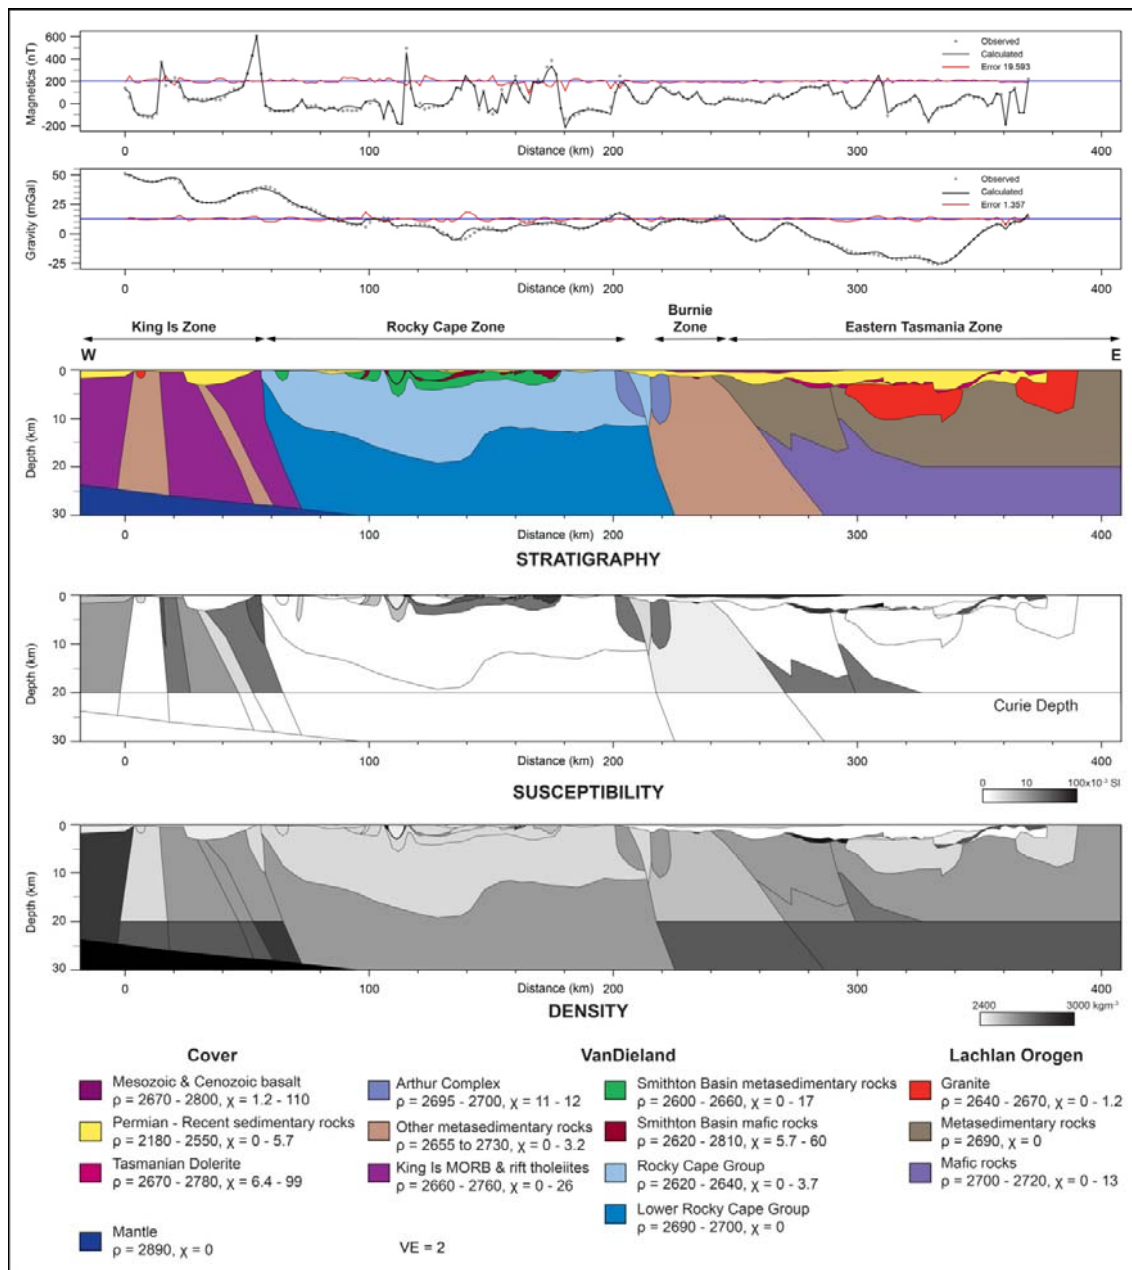 600
400
200
0
-200
Magnetics (nT)
Observed
Calculated
Error 19.593
0 100 Distance (km) 200 300 400
50
25
0
-25
Gravity (mGal)
Observed
Calculated
Error 1.357
0 100 Distance (km) 200 300 400
King Is Zone Rocky Cape Zone Burnie Zone Eastern Tasmania Zone
W E
0
10
20
30
Depth (km)
0 100 Distance (km) 200 300 400
STRATIGRAPHY
0
10
20
30
Depth (km)
Curie Depth
0 100 Distance (km) 200 300 400
SUSCEPTIBILITY
0 10 100x10⁻³ SI
0
10
20
30
Depth (km)
0 100 Distance (km) 200 300 400
DENSITY
2400 3000 kgm⁻³
Cover
Mesozoic & Cenozoic basalt
ρ = 2670 - 2800, χ = 1.2 - 110
Permian - Recent sedimentary rocks
ρ = 2180 - 2550, χ = 0 - 5.7
Tasmanian Dolerite
ρ = 2670 - 2780, χ = 6.4 - 99
Mantle
ρ = 2890, χ = 0
VanDieland
Arthur Complex
ρ = 2695 - 2700, χ = 11 - 12
Other metasedimentary rocks
ρ = 2655 to 2730, χ = 0 - 3.2
King Is MORB & rift tholeiites
ρ = 2660 - 2760, χ = 0 - 26
VE = 2
Smithton Basin metasedimentary rocks
ρ = 2600 - 2660, χ = 0 - 17
Smithton Basin mafic rocks
ρ = 2620 - 2810, χ = 5.7 - 60
Rocky Cape Group
ρ = 2620 - 2640, χ = 0 - 3.7
Lower Rocky Cape Group
ρ = 2690 - 2700, χ = 0
Lachlan Orogen
Granite
ρ = 2640 - 2670, χ = 0 - 1.2
Metasedimentary rocks
ρ = 2690, χ = 0
Mafic rocks
ρ = 2700 - 2720, χ = 0 - 13